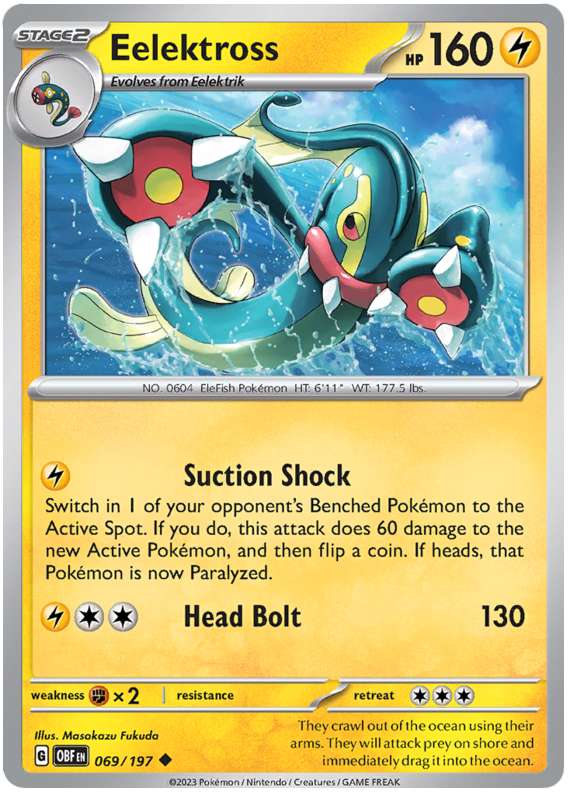 STAGE2
Eelektross
HP 160
Evolves from Eelektrik
NO. 0604 EleFish Pokémon HT: 6'11" WT: 177.5 lbs.
Suction Shock
Switch in 1 of your opponent's Benched Pokémon to the
Active Spot. If you do, this attack does 60 damage to the
new Active Pokémon, and then flip a coin. If heads, that
Pokémon is now Paralyzed.
Head Bolt 130
weakness ×2 resistance retreat
Illus. Masokazu Fukuda
They crawl out of the ocean using their
arms. They will attack prey on shore and
immediately drag it into the ocean.
G OBF EN 069/197
©2023 Pokémon / Nintendo / Creatures / GAME FREAK